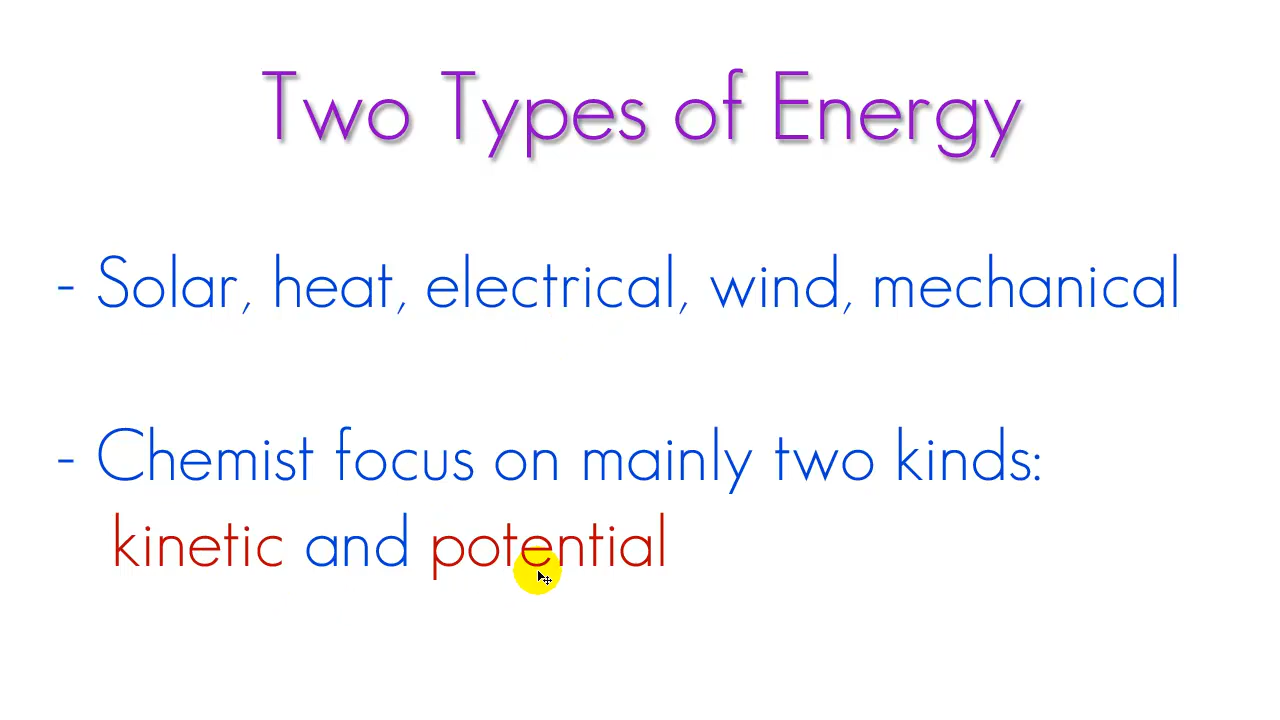 Two Types of Energy
- Solar, heat, electrical, wind, mechanical
- Chemist focus on mainly two kinds:
kinetic and potential